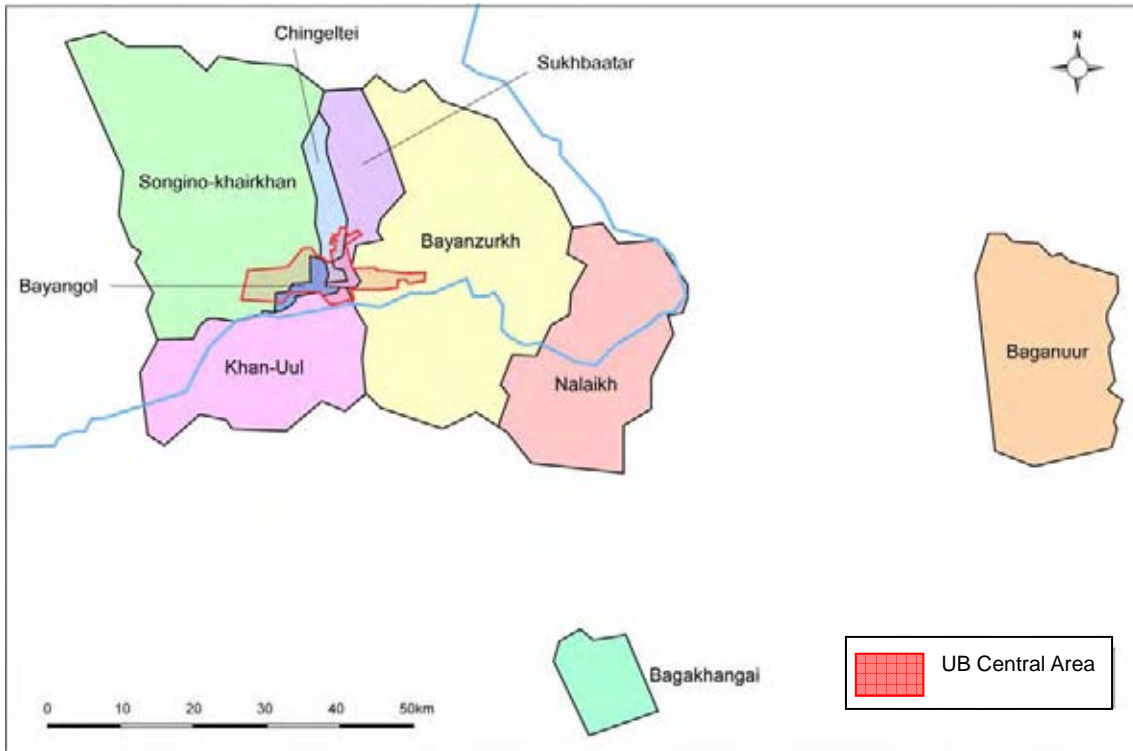 Chingeltei
N
Sukhbaatar
Songino-khairkhan
Bayanzurkh
Bayangol
Baganuur
Khan-Uul
Nalaikh
UB Central Area
Bagakhangai
0 10 20 30 40 50km